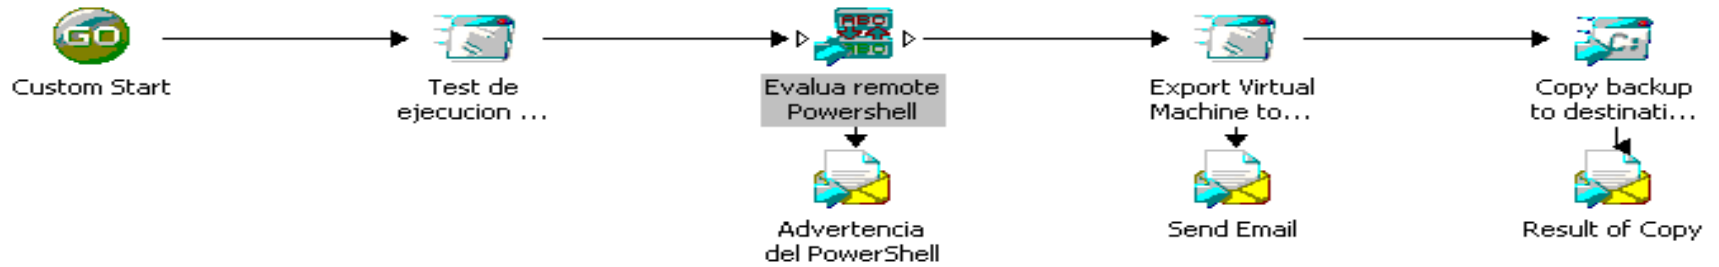 GO
Custom Start
Test de
ejecucion ...
ABC
Evalua remote
Powershell
Export Virtual
Machine to...
C:
Copy backup
to destinati...
Advertencia
del PowerShell
Send Email
Result of Copy